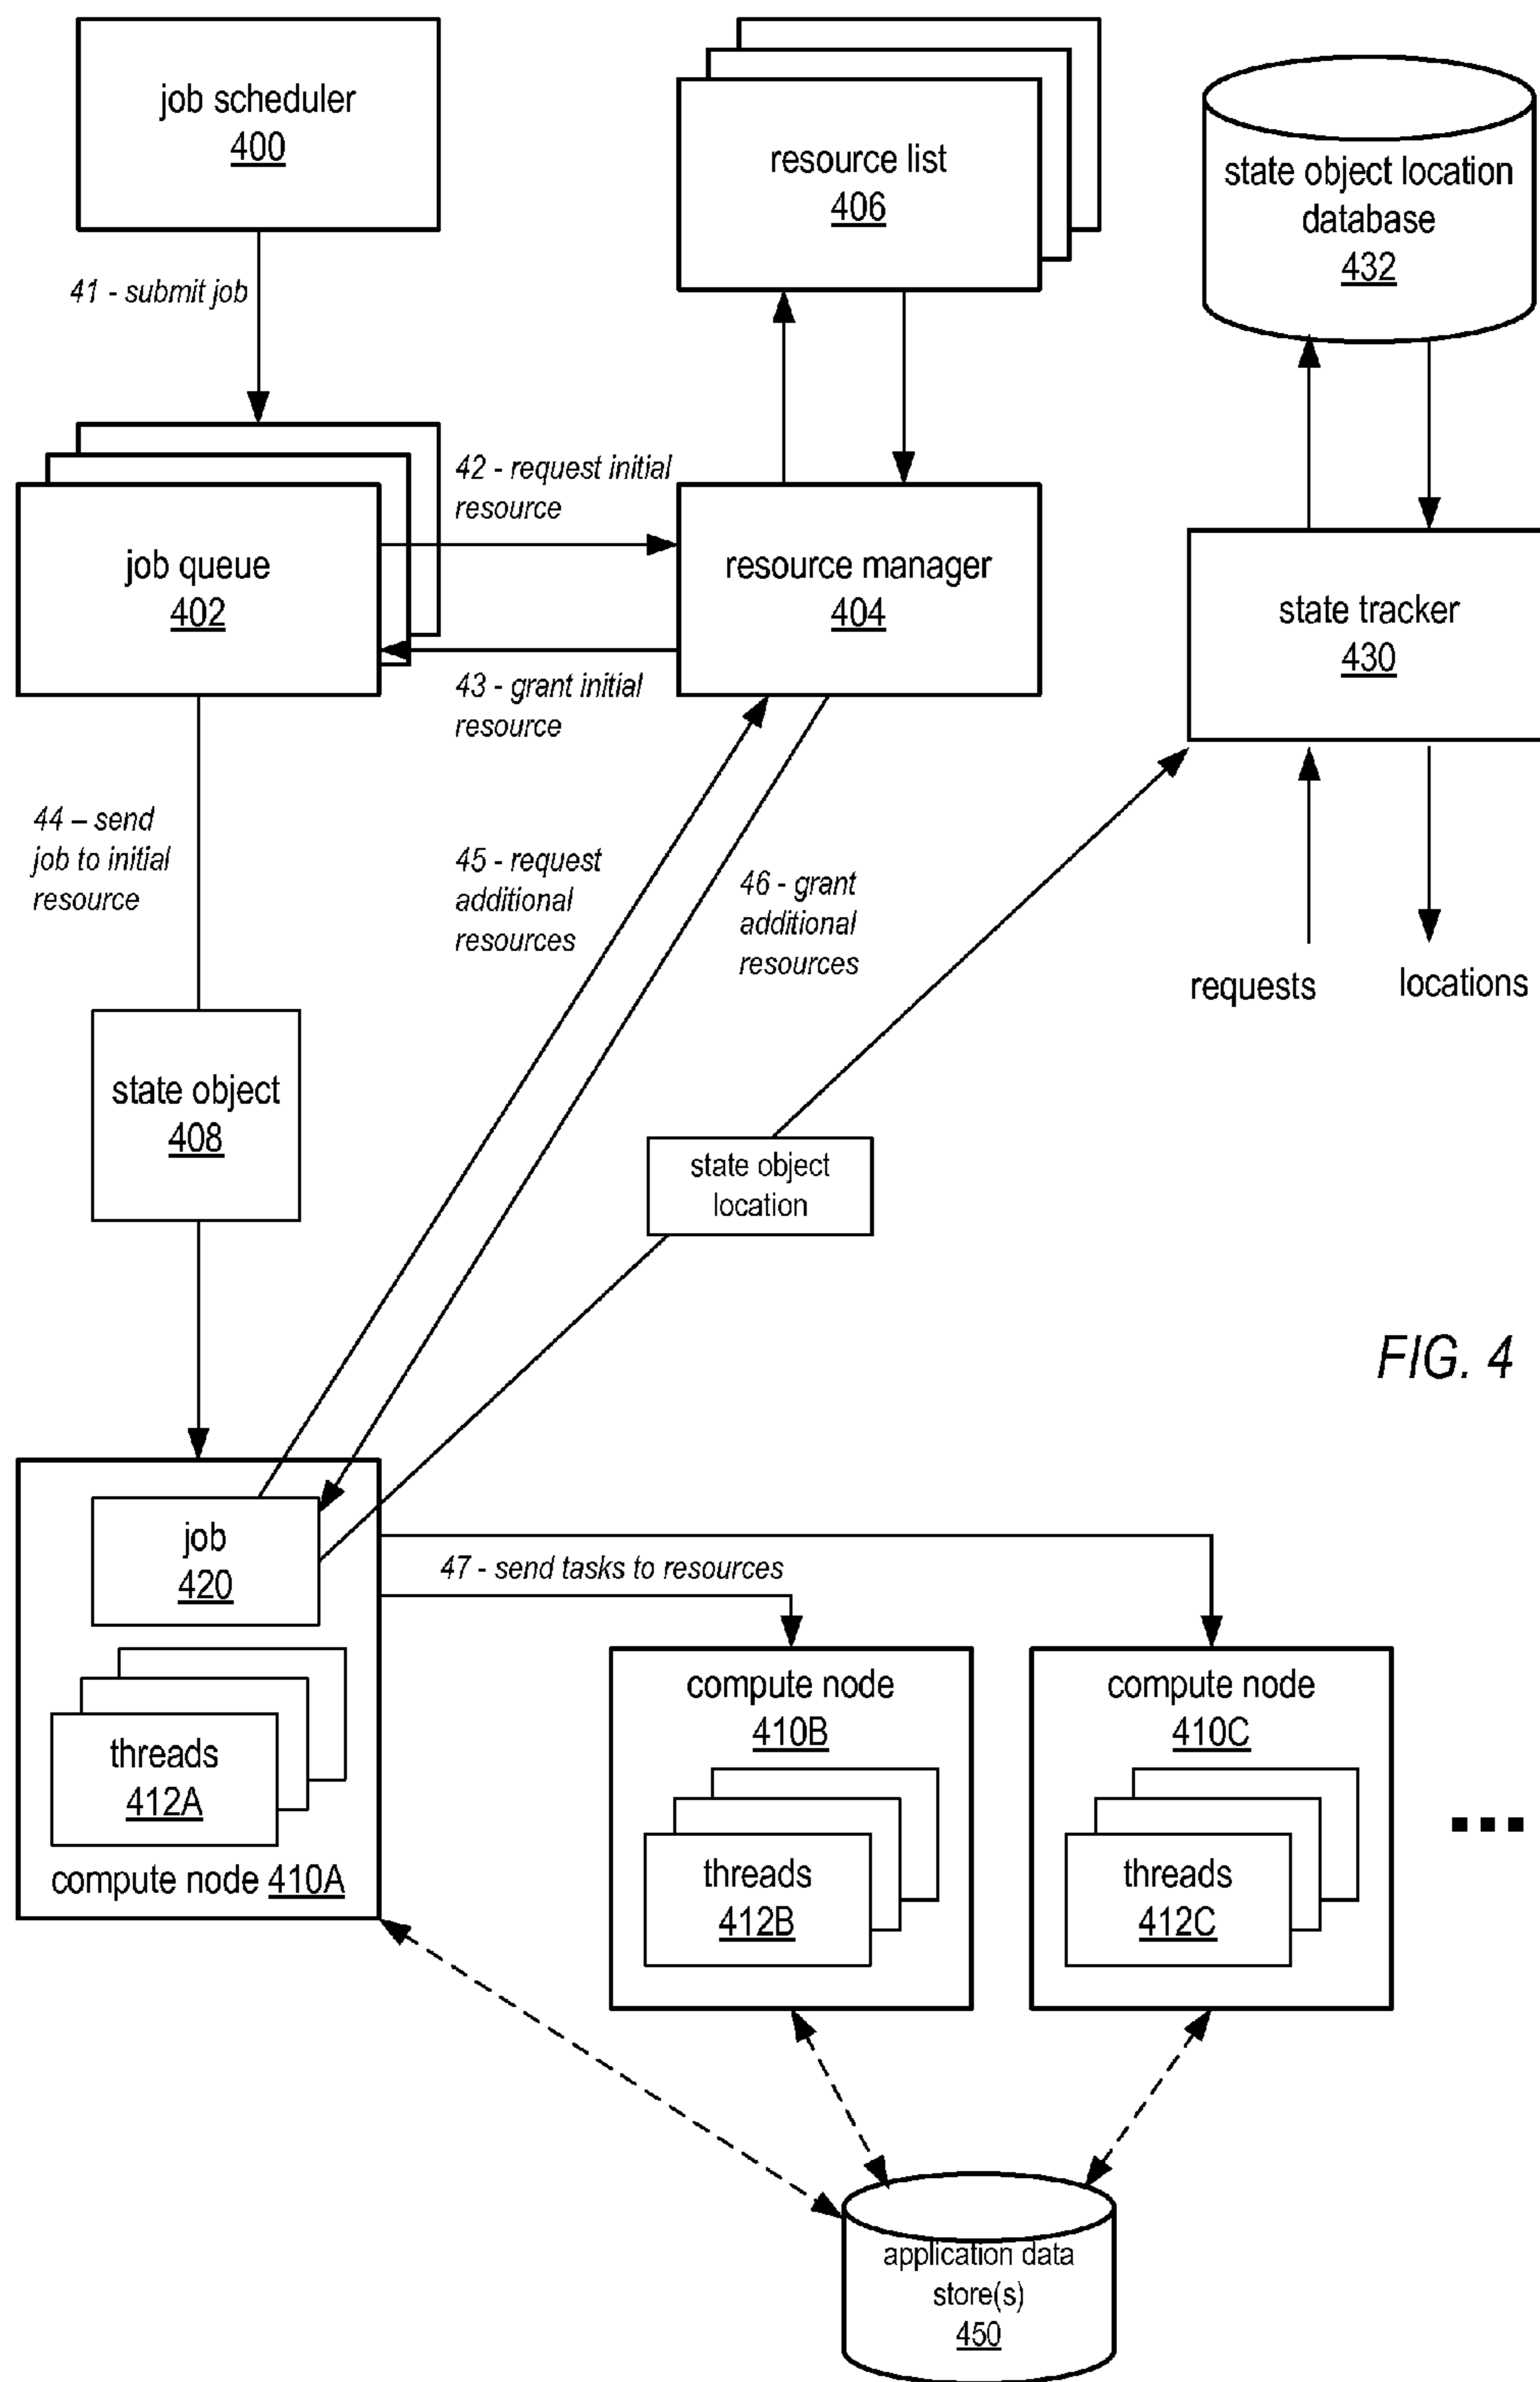 job scheduler
400
resource list
406
state object location
database
432
41 - submit job
42 - request initial
resource
job queue
402
resource manager
404
state tracker
430
43 - grant initial
resource
44 – send
job to initial
resource
45 - request
additional
resources
46 - grant
additional
resources
requests
locations
state object
408
state object
location
FIG. 4
job
420
47 - send tasks to resources
threads
412A
compute node 410A
compute node
410B
threads
412B
compute node
410C
threads
412C
application data
store(s)
450